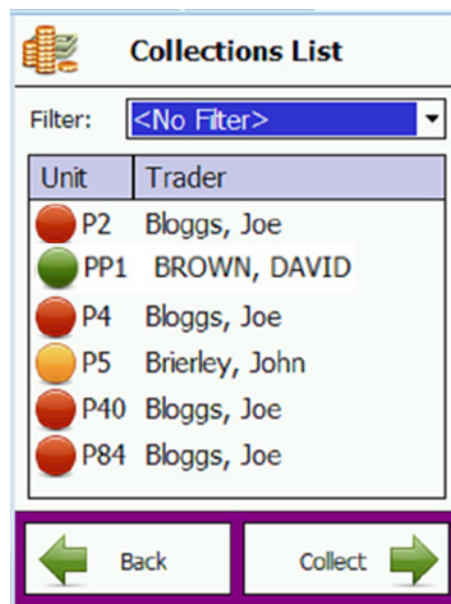 Collections List
Filter: <No Filter>
Unit Trader
P2 Bloggs, Joe
PP1 BROWN, DAVID
P4 Bloggs, Joe
P5 Brierley, John
P40 Bloggs, Joe
P84 Bloggs, Joe
Back Collect